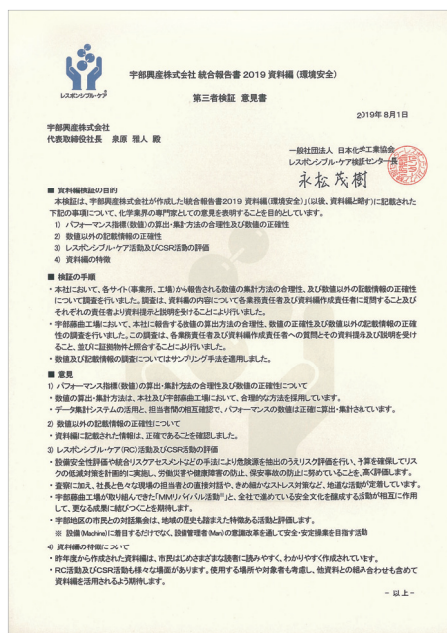 レスポンシブル・ケア®
宇部興産株式会社 統合報告書 2019 資料編(環境安全)
第三者検証 意見書
2019年8月1日
宇部興産株式会社
代表取締役社長 泉原 雅人 殿
一般社団法人 日本化学工業協会
レスポンシブル・ケア検証センター長
永松茂樹
■ 資料編検証の目的
本検証は、宇部興産株式会社が作成した「統合報告書 2019 資料編(環境安全)」(以後、資料編と略す)に記載された
下記の事項について、化学業界の専門家としての意見を表明することを目的としています。
1) パフォーマンス指標(数値)の算出・集計方法の合理性及び数値の正確性
2) 数値以外の記載情報の正確性
3) レスポンシブル・ケア活動及びCSR活動の評価
4) 資料編の特徴
■ 検証の手順
・本社において、各サイト(事業所、工場)から報告される数値の集計方法の合理性、及び数値以外の記載情報の正確性
について調査を行いました。調査は、資料編の内容について各業務責任者及び資料編作成責任者に質問すること及び
それぞれの責任者より資料提示と説明を受けることにより行いました。
・宇部藤曲工場において、本社に報告する数値の算出方法の合理性、数値の正確性及び数値以外の記載情報の正確
性の調査を行いました。この調査は、各業務責任者及び資料編作成責任者への質問とその資料提示及び説明を受け
ること、並びに証拠物件と照合することにより行いました。
・数値及び記載情報の調査についてはサンプリング手法を適用しました。
■ 意見
1) パフォーマンス指標(数値)の算出・集計方法の合理性及び数値の正確性について
・数値の算出・集計方法は、本社及び宇部藤曲工場において、合理的な方法を採用しています。
・データ集計システムの活用と、担当者間の相互確認で、パフォーマンスの数値は正確に算出・集計されています。
2) 数値以外の記載情報の正確性について
・資料編に記載された情報は、正確であることを確認しました。
3) レスポンシブル・ケア(RC)活動及びCSR活動の評価
・設備安全性評価や統合リスクアセスメントなどの手法により危険源を抽出のうえリスク評価を行い、予算を確保してリス
クの低減対策を計画的に実施し、労働災害や健康障害の防止、保安事故の防止に努めていることを、高く評価します。
・査察に加え、社長と色々な現場の担当者との直接対話や、きめ細かなストレス対策など、地道な活動が定着しています。
・宇部藤曲工場が取り組んできた「MMリバイバル活動※」と、全社で進めている安全文化を醸成する活動が相互に作用
して、更なる成果に結びつくことを期待します。
・宇部地区の市民との対話集会は、地域の歴史も踏まえた特徴ある活動と評価します。
※ 設備(Machine)に着目するだけでなく、設備管理者(Man)の意識改革を通して安全・安定操業を目指す活動
4) 資料編の特徴について
・昨年度から作成された資料編は、市民はじめさまざまな読者に読みやすく、わかりやすく作成されています。
・RC活動及びCSR活動も様々な場面があります。使用する場所や対象者も考慮し、他資料との組み合わせも含めて
資料編を活用されるよう期待します。
- 以上 -